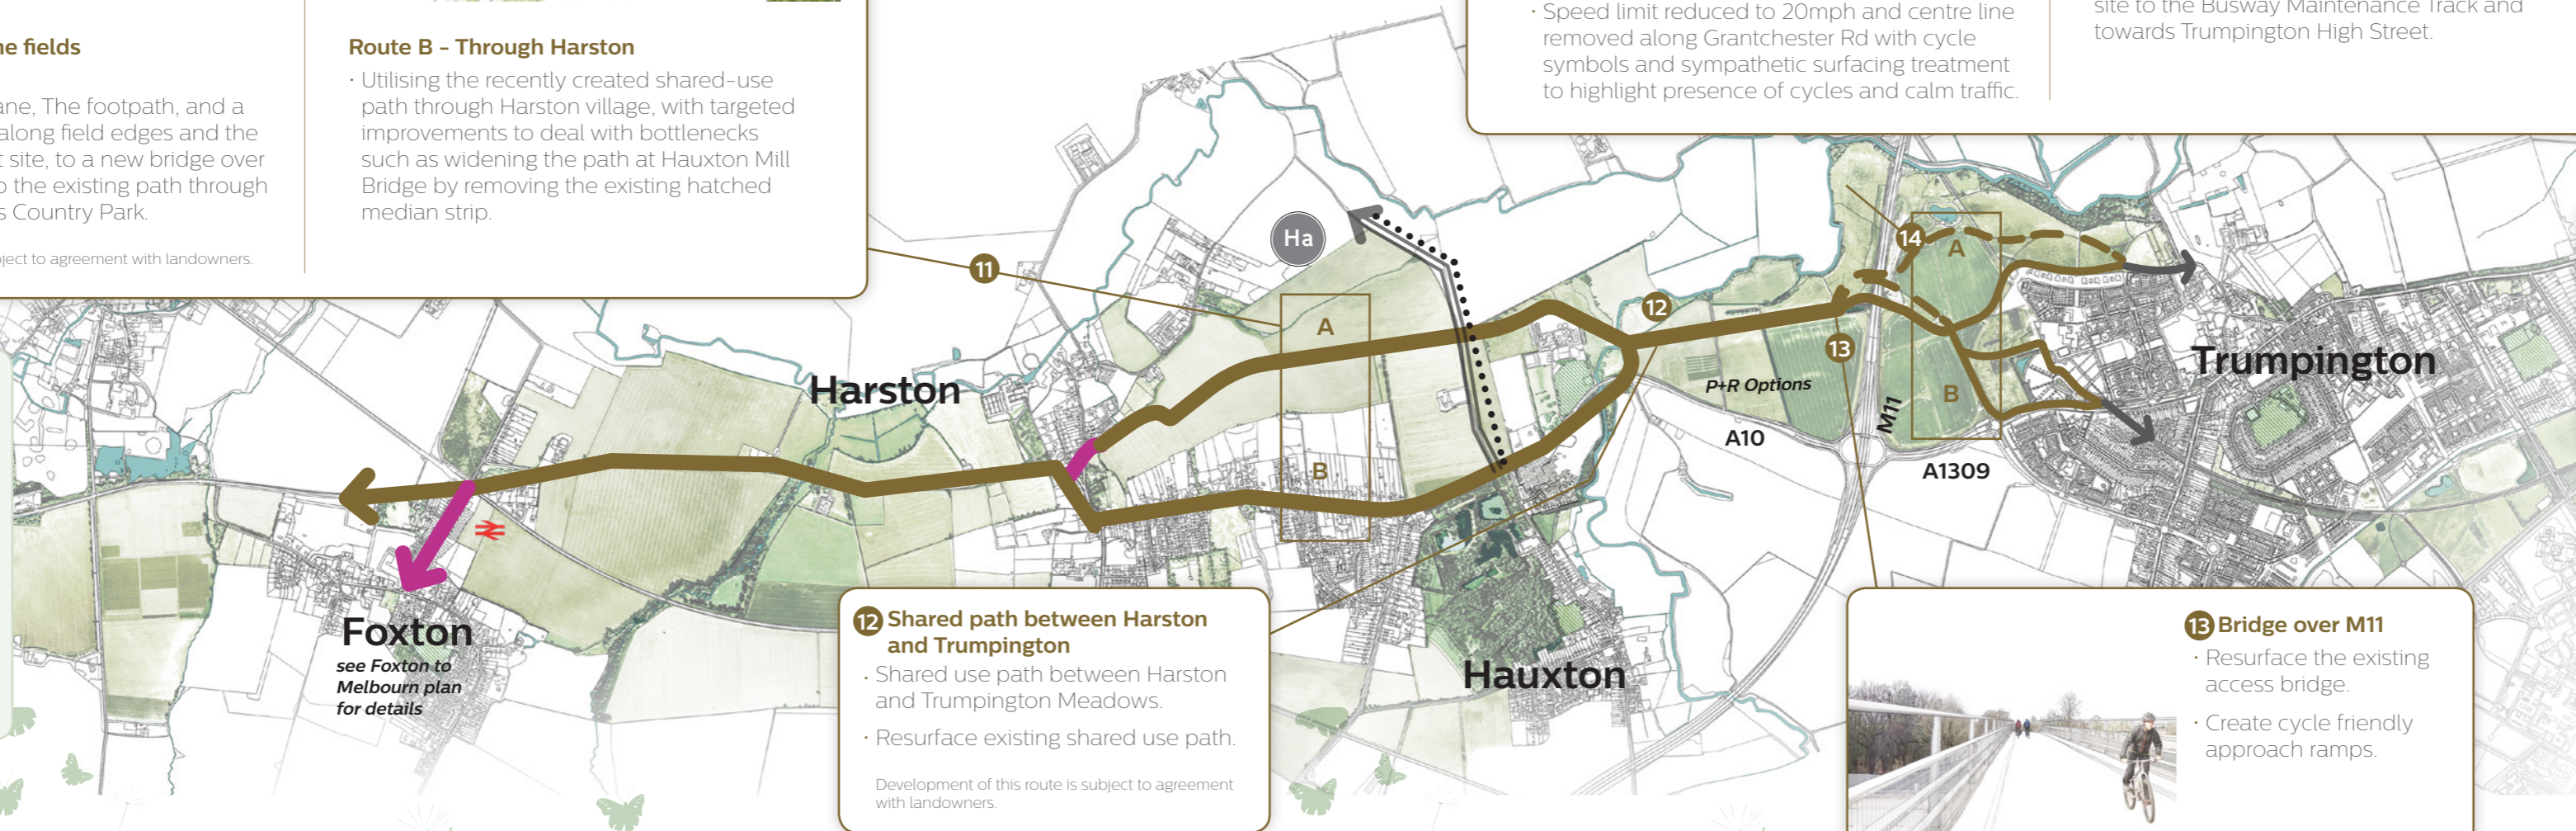 ne fields
ane, The footpath, and a
along field edges and the
t site, to a new bridge over
o the existing path through
s Country Park.
ject to agreement with landowners.
Route B - Through Harston
· Utilising the recently created shared-use
path through Harston village, with targeted
improvements to deal with bottlenecks
such as widening the path at Hauxton Mill
Bridge by removing the existing hatched
median strip.
· Speed limit reduced to 20mph and centre line
removed along Grantchester Rd with cycle
symbols and sympathetic surfacing treatment
to highlight presence of cycles and calm traffic.
site to the Busway Maintenance Track and
towards Trumpington High Street.
Ha
11
A
B
12
13
14
A
B
Harston
Trumpington
P+R Options
M11
A10
A1309
Foxton
see Foxton to
Melbourn plan
for details
Hauxton
12 Shared path between Harston
and Trumpington
· Shared use path between Harston
and Trumpington Meadows.
· Resurface existing shared use path.
Development of this route is subject to agreement
with landowners.
13 Bridge over M11
· Resurface the existing
access bridge.
· Create cycle friendly
approach ramps.